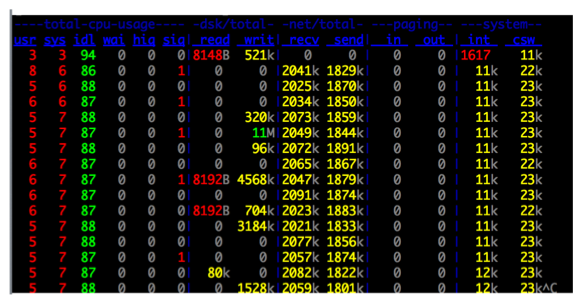 ----total-cpu-usage---- -dsk/total- -net/total- ---paging-- ---system--
usr sys idl wai hiq siq| read writ| recv send| in out | int csw
3 3 94 0 0 0|8148B 521k| 0 0 | 0 0 |1617 11k
8 6 86 0 0 1| 0 0 |2041k 1829k| 0 0 | 11k 22k
5 6 88 0 0 0| 0 0 |2025k 1870k| 0 0 | 11k 23k
6 6 87 0 0 1| 0 0 |2034k 1850k| 0 0 | 11k 23k
5 7 88 0 0 0| 0 320k|2073k 1859k| 0 0 | 11k 23k
5 7 87 0 0 1| 0 11M|2049k 1844k| 0 0 | 11k 23k
5 7 88 0 0 0| 0 96k|2072k 1891k| 0 0 | 11k 23k
6 7 87 0 0 0| 0 0 |2065k 1867k| 0 0 | 11k 22k
6 7 87 0 0 1|8192B 4568k|2047k 1879k| 0 0 | 11k 23k
6 7 87 0 0 0| 0 0 |2091k 1874k| 0 0 | 11k 23k
6 7 87 0 0 0|8192B 704k|2023k 1883k| 0 0 | 11k 22k
5 7 88 0 0 0| 0 3184k|2021k 1833k| 0 0 | 11k 23k
5 7 88 0 0 0| 0 0 |2077k 1856k| 0 0 | 11k 23k
5 7 87 0 0 1| 0 0 |2057k 1874k| 0 0 | 11k 23k
5 7 87 0 0 0| 80k 0 |2082k 1822k| 0 0 | 12k 23k
5 7 88 0 0 0| 0 1528k|2059k 1801k| 0 0 | 12k 23k^C